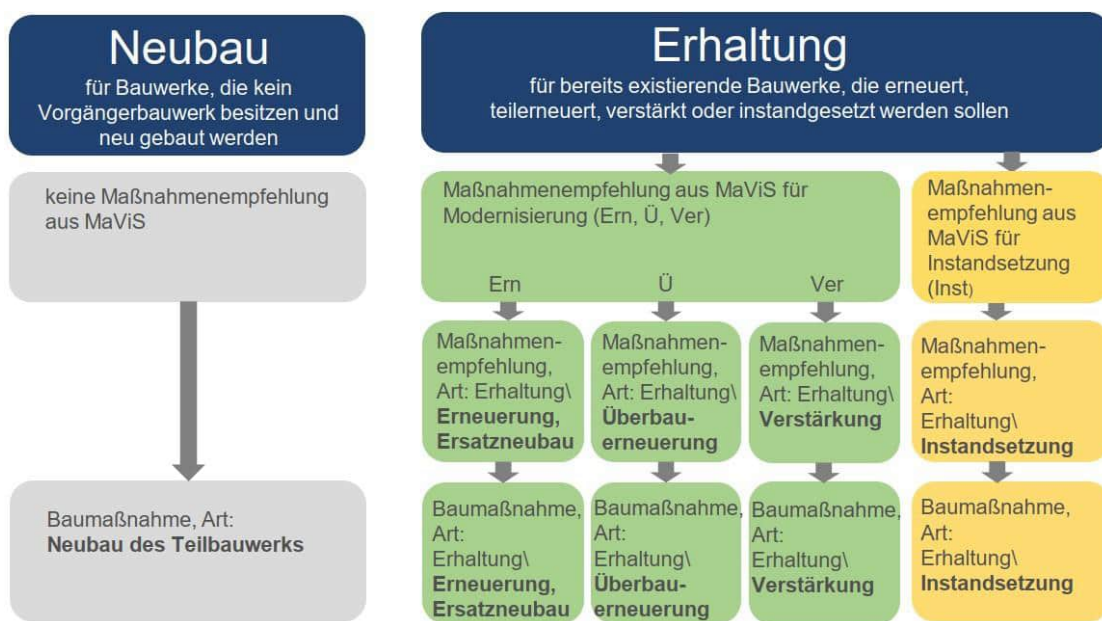 Neubau
für Bauwerke, die kein
Vorgängerbauwerk besitzen und
neu gebaut werden
keine Maßnahmenempfehlung
aus MaViS
Baumaßnahme, Art:
Neubau des Teilbauwerks
Erhaltung
für bereits existierende Bauwerke, die erneuert,
teilerneuert, verstärkt oder instandgesetzt werden sollen
Maßnahmenempfehlung aus MaViS für
Modernisierung (Ern, Ü, Ver)
Ern
Ü
Ver
Maßnahmen-
empfehlung aus
MaViS für
Instandsetzung
(Inst)
Maßnahmen-
empfehlung,
Art: Erhaltung\
Erneuerung,
Ersatzneubau
Maßnahmen-
empfehlung,
Art: Erhaltung\
Überbau-
erneuerung
Maßnahmen-
empfehlung,
Art: Erhaltung\
Verstärkung
Maßnahmen-
empfehlung,
Art:
Erhaltung\
Instandsetzung
Baumaßnahme,
Art:
Erhaltung\
Erneuerung,
Ersatzneubau
Baumaßnahme,
Art:
Erhaltung\
Überbau-
erneuerung
Baumaßnahme,
Art:
Erhaltung\
Verstärkung
Baumaßnahme,
Art:
Erhaltung\
Instandsetzung